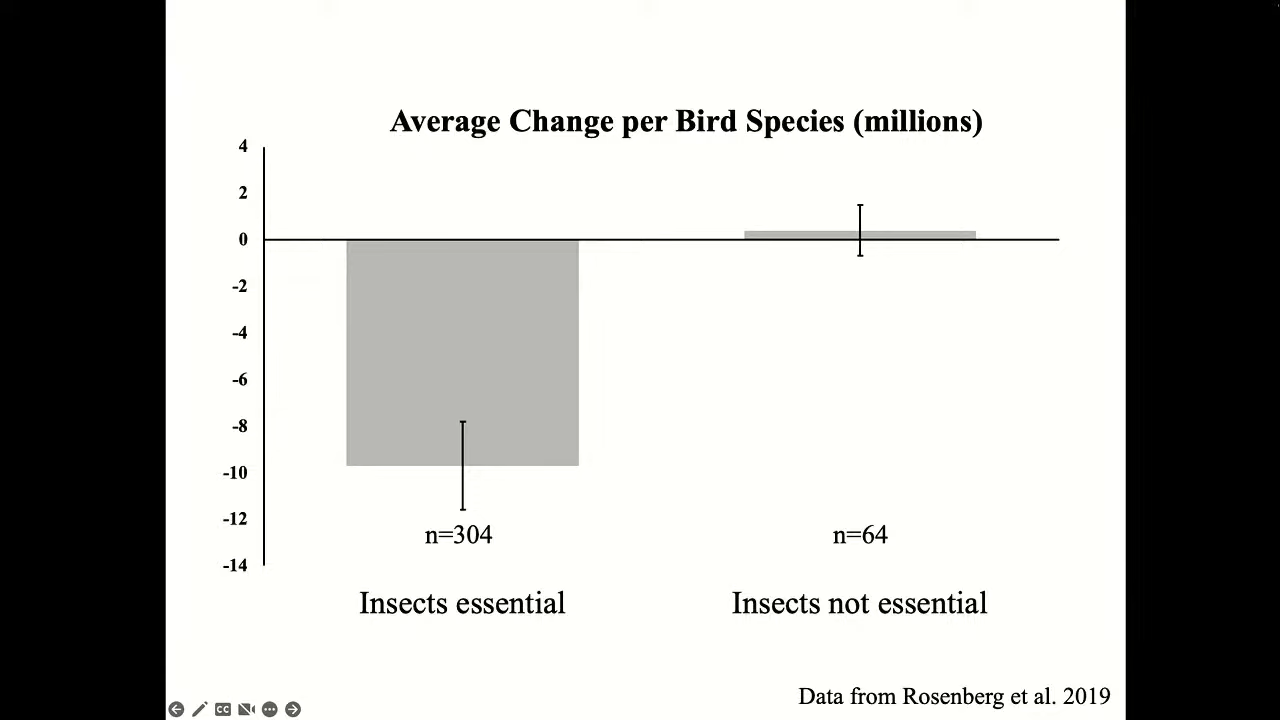 Average Change per Bird Species (millions)
4
2
0
-2
-4
-6
-8
-10
-12
-14
n=304
n=64
Insects essential
Insects not essential
Data from Rosenberg et al. 2019
CC